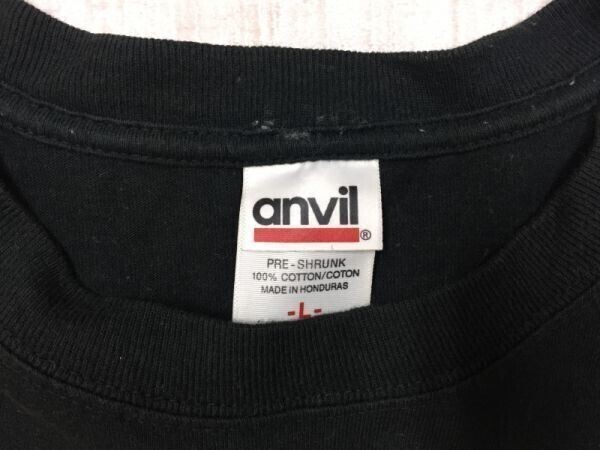 anvil®
PRE-SHRUNK
100% COTTON/COTON
MADE IN HONDURAS
-L-